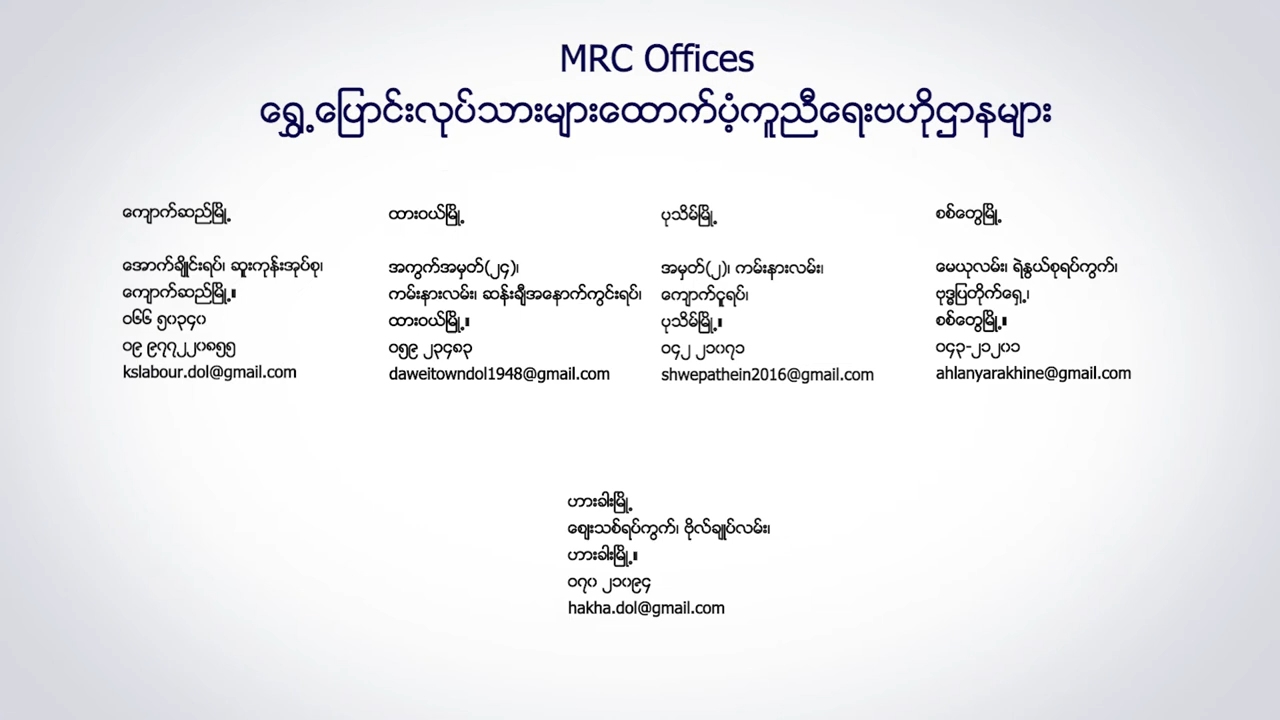 MRC Offices
ရွှေ့ပြောင်းလုပ်သားများထောက်ပံ့ကူညီရေးဗဟိုဌာနများ
ကျောက်ဆည်မြို့
အောက်ချိုင်းရပ်၊ ဆူးကုန်းအုပ်စု၊
ကျောက်ဆည်မြို့။
၀၆၆ ၅၀၃၄၀
၀၉ ၉၇၇၂၂၀၈၅၅
kslabour.dol@gmail.com
ထားဝယ်မြို့
အကွက်အမှတ်(၂၄)၊
ကမ်းနားလမ်း၊ ဆန်းချီအနောက်ကွင်းရပ်၊
ထားဝယ်မြို့။
၀၅၉ ၂၃၄၈၃
daweitowndol1948@gmail.com
ပုသိမ်မြို့
အမှတ်(၂)၊ ကမ်းနားလမ်း၊
ကျောက်ငူရပ်၊
ပုသိမ်မြို့။
၀၄၂ ၂၁၀၇၁
shwepathein2016@gmail.com
စစ်တွေမြို့
မေယုလမ်း၊ ရဲနွယ်စုရပ်ကွက်၊
ဗုဒ္ဓပြတိုက်ရှေ့၊
စစ်တွေမြို့။
၀၄၃-၂၁၂၀၁
ahlanyarakhine@gmail.com
ဟားခါးမြို့
ဈေးသစ်ရပ်ကွက်၊ ဗိုလ်ချုပ်လမ်း၊
ဟားခါးမြို့။
၀၇၀ ၂၁၀၉၄
hakha.dol@gmail.com